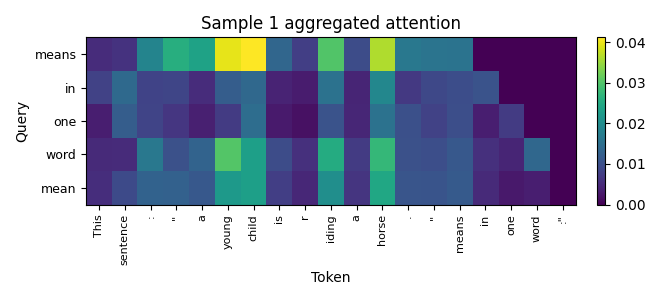 Sample 1 aggregated attention
means
in
one
word
mean
Query
This sentence : " a young child is r iding a horse . " means in one word :"
Token
0.04
0.03
0.02
0.01
0.00